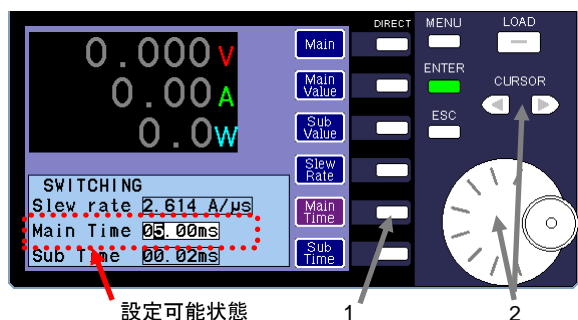 DIRECT MENU LOAD
0.000V
Main
0.00A
ENTER
Main
Value
CURSOR
0.0W
Sub
Value
ESC
Slew
Rate
SWITCHING
Slew rate 2.614 A/µs
Main Time 05.00ms
Main
Time
Sub Time 00.02ms
Sub
Time
設定可能状態 1 2